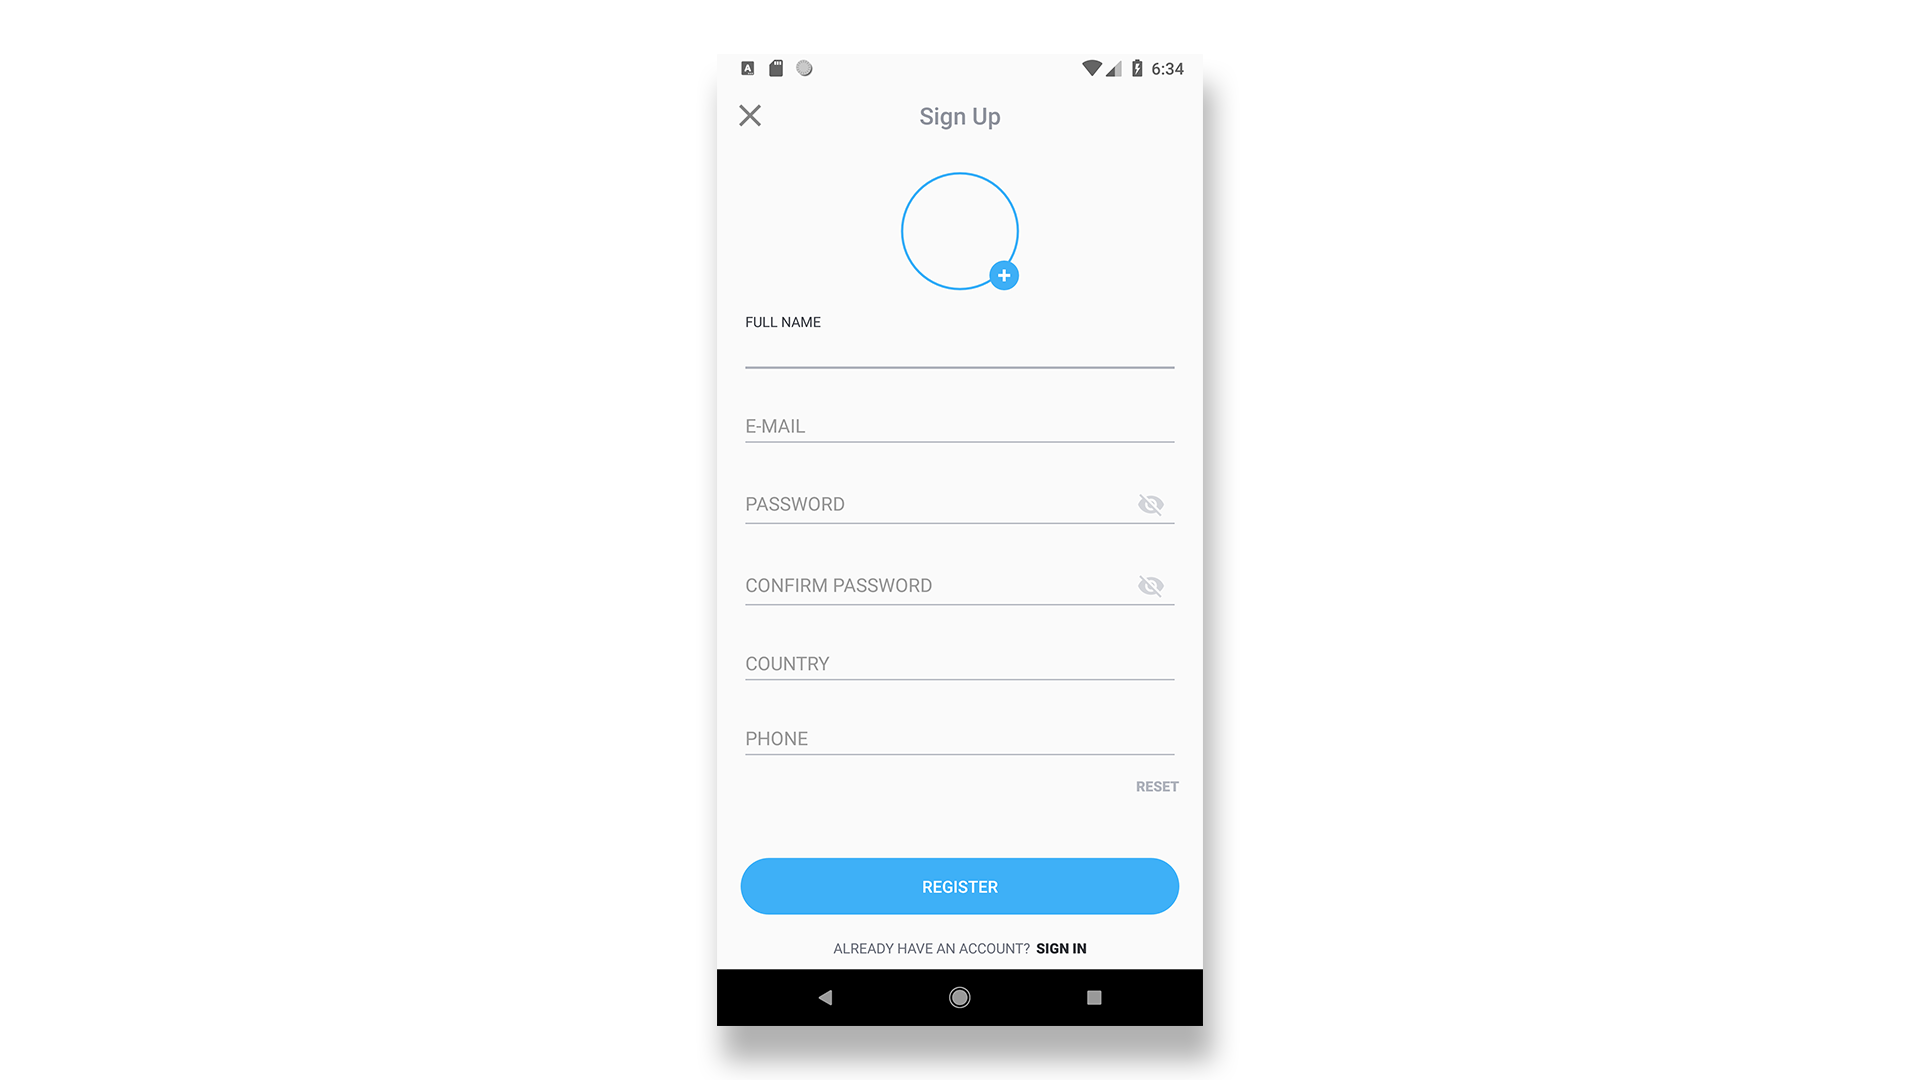 6:34
Sign Up
FULL NAME
E-MAIL
PASSWORD
CONFIRM PASSWORD
COUNTRY
PHONE
RESET
REGISTER
ALREADY HAVE AN ACCOUNT? SIGN IN